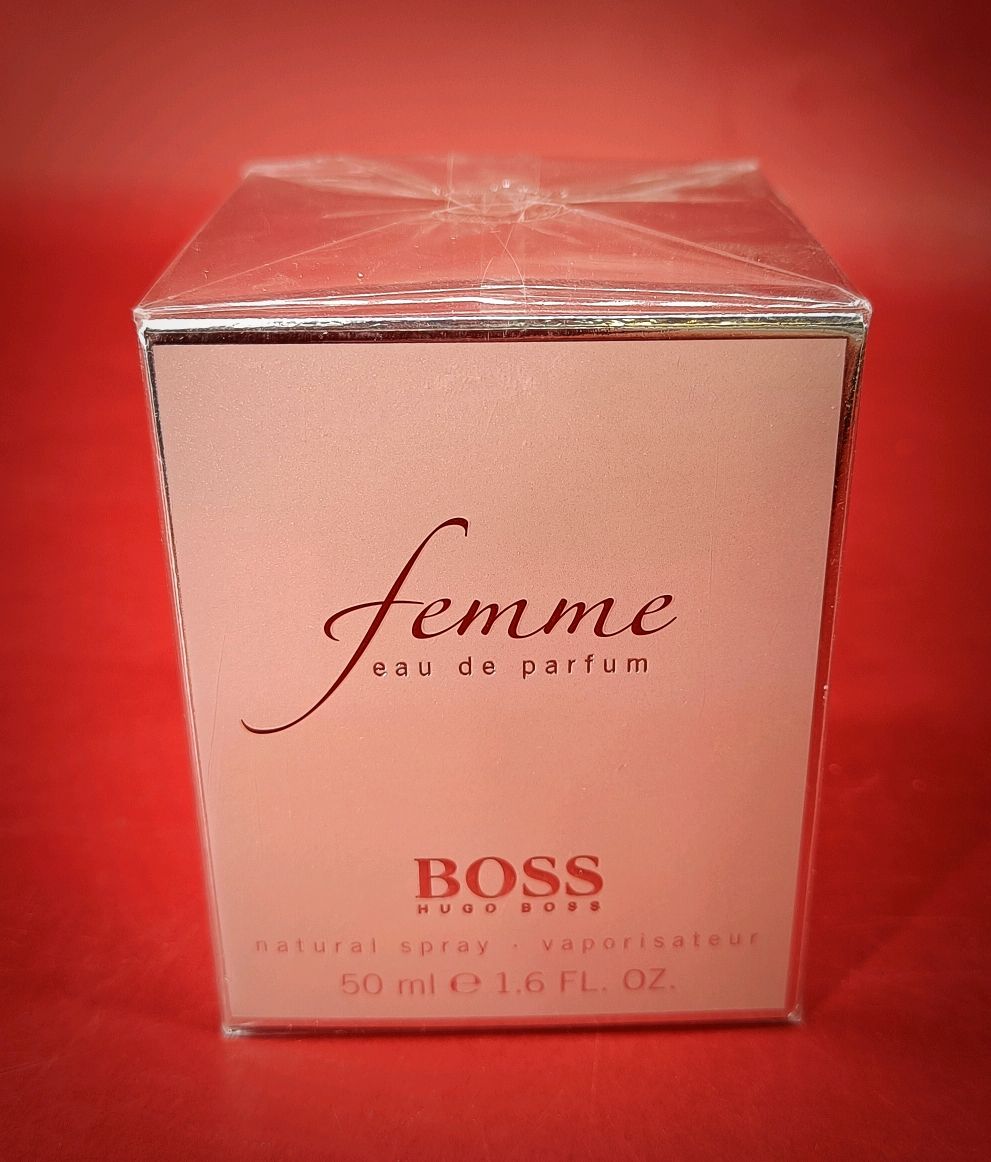 femme
eau de parfum
BOSS
HUGO BOSS
natural spray · vaporisateur
50 ml ℮ 1.6 FL. OZ.